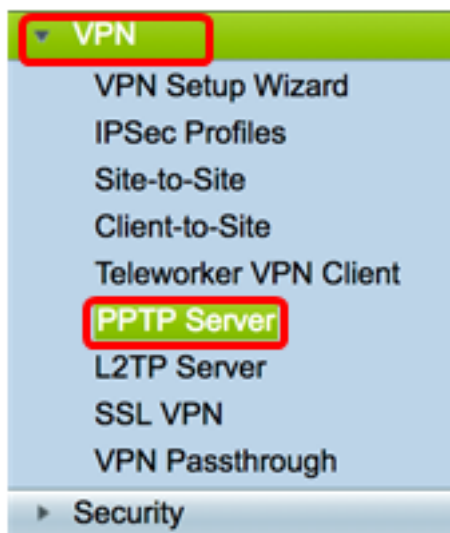 VPN
VPN Setup Wizard
IPSec Profiles
Site-to-Site
Client-to-Site
Teleworker VPN Client
PPTP Server
L2TP Server
SSL VPN
VPN Passthrough
Security